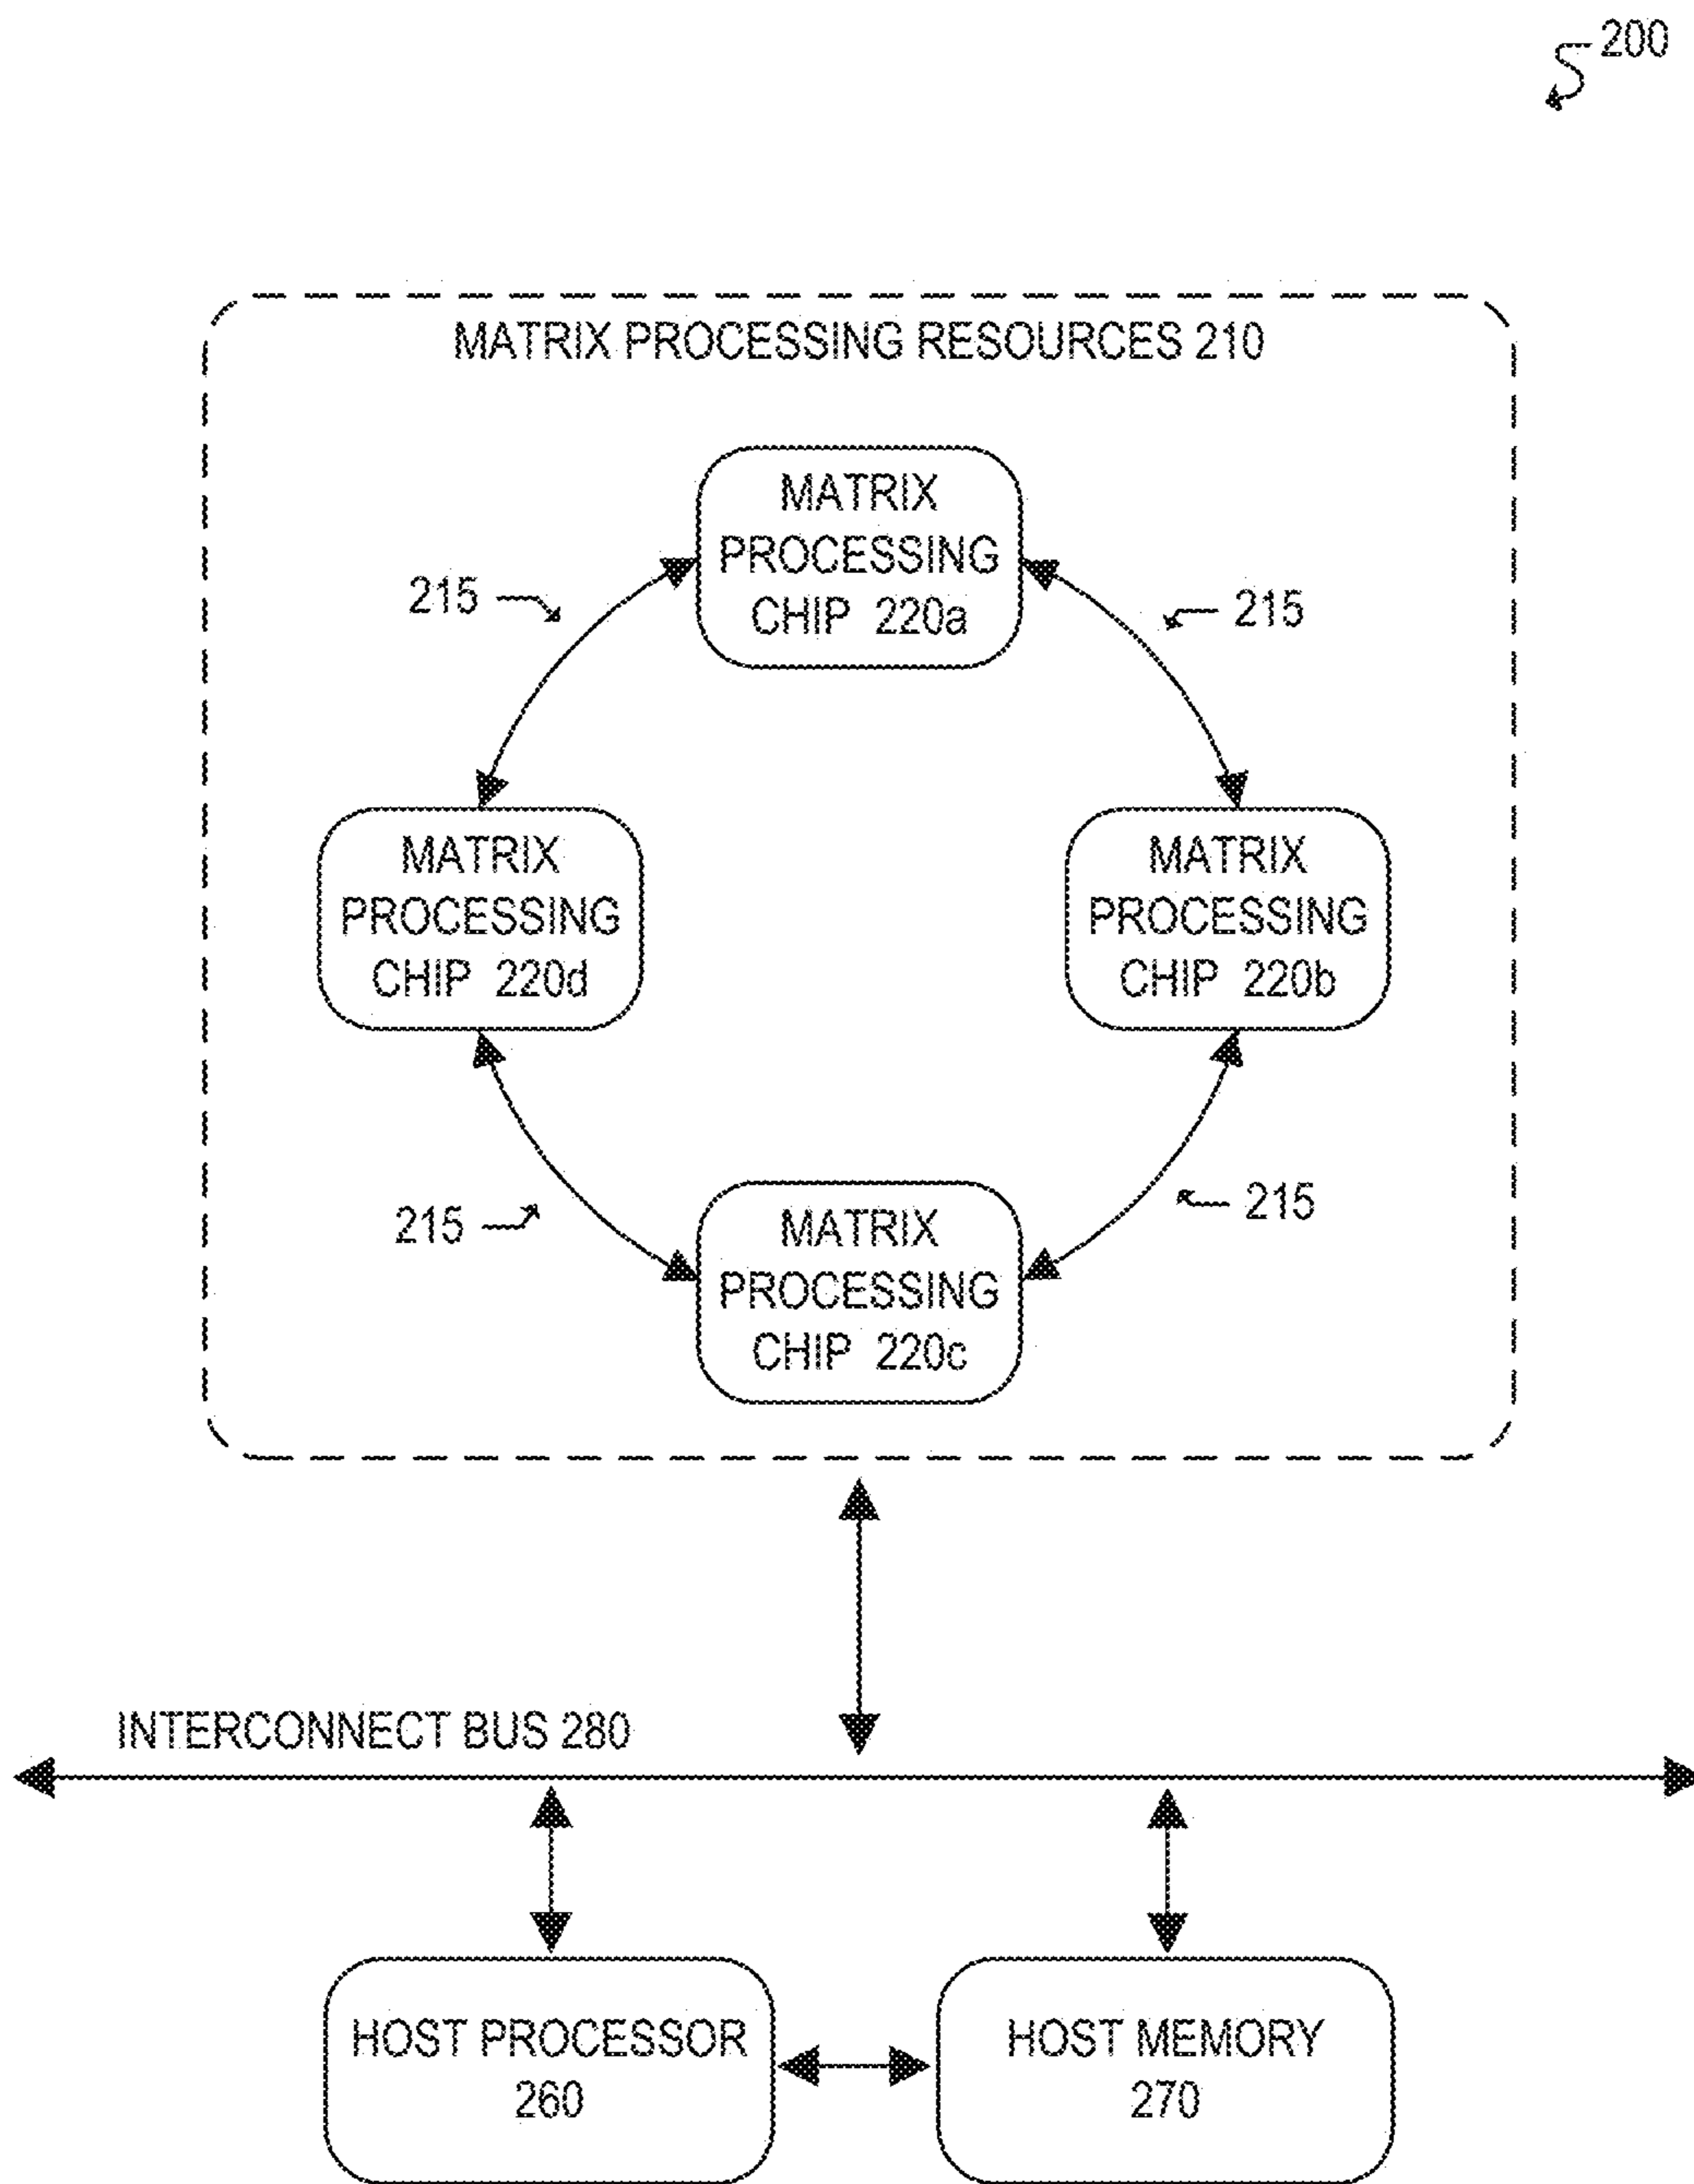 200
MATRIX PROCESSING RESOURCES 210
MATRIX
PROCESSING
CHIP 220a
215
215
MATRIX
PROCESSING
CHIP 220d
MATRIX
PROCESSING
CHIP 220b
215
215
MATRIX
PROCESSING
CHIP 220c
INTERCONNECT BUS 280
HOST PROCESSOR
260
HOST MEMORY
270